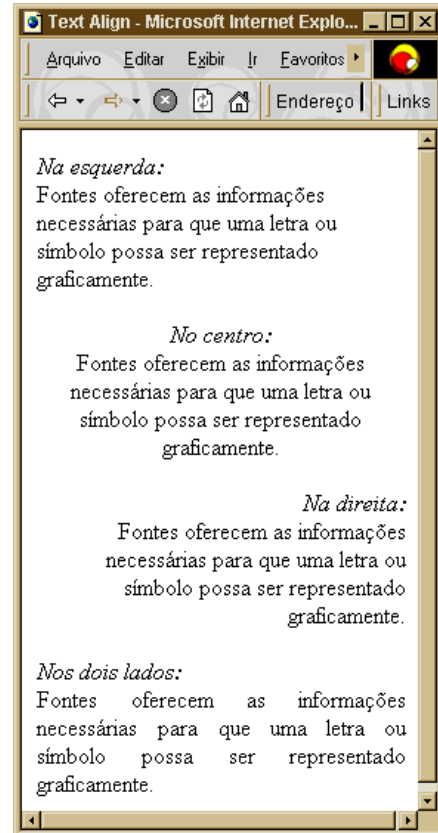 Text Align - Microsoft Internet Explo...
Arquivo Editar Exibir Ir Favoritos
Endereço Links
Na esquerda:
Fontes oferecem as informações
necessárias para que uma letra ou
símbolo possa ser representado
graficamente.
No centro:
Fontes oferecem as informações
necessárias para que uma letra ou
símbolo possa ser representado
graficamente.
Na direita:
Fontes oferecem as informações
necessárias para que uma letra ou
símbolo possa ser representado
graficamente.
Nos dois lados:
Fontes oferecem as informações
necessárias para que uma letra ou
símbolo possa ser representado
graficamente.